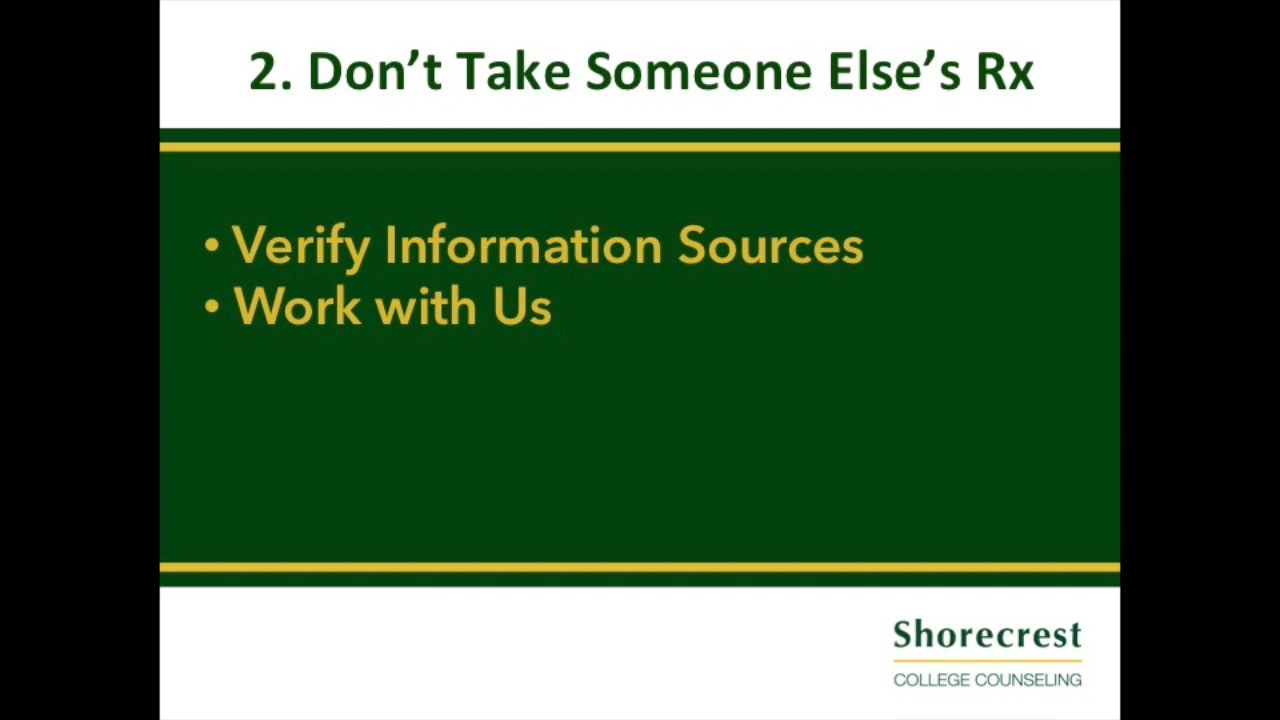 2. Don’t Take Someone Else’s Rx
• Verify Information Sources
• Work with Us
Shorecrest
COLLEGE COUNSELING